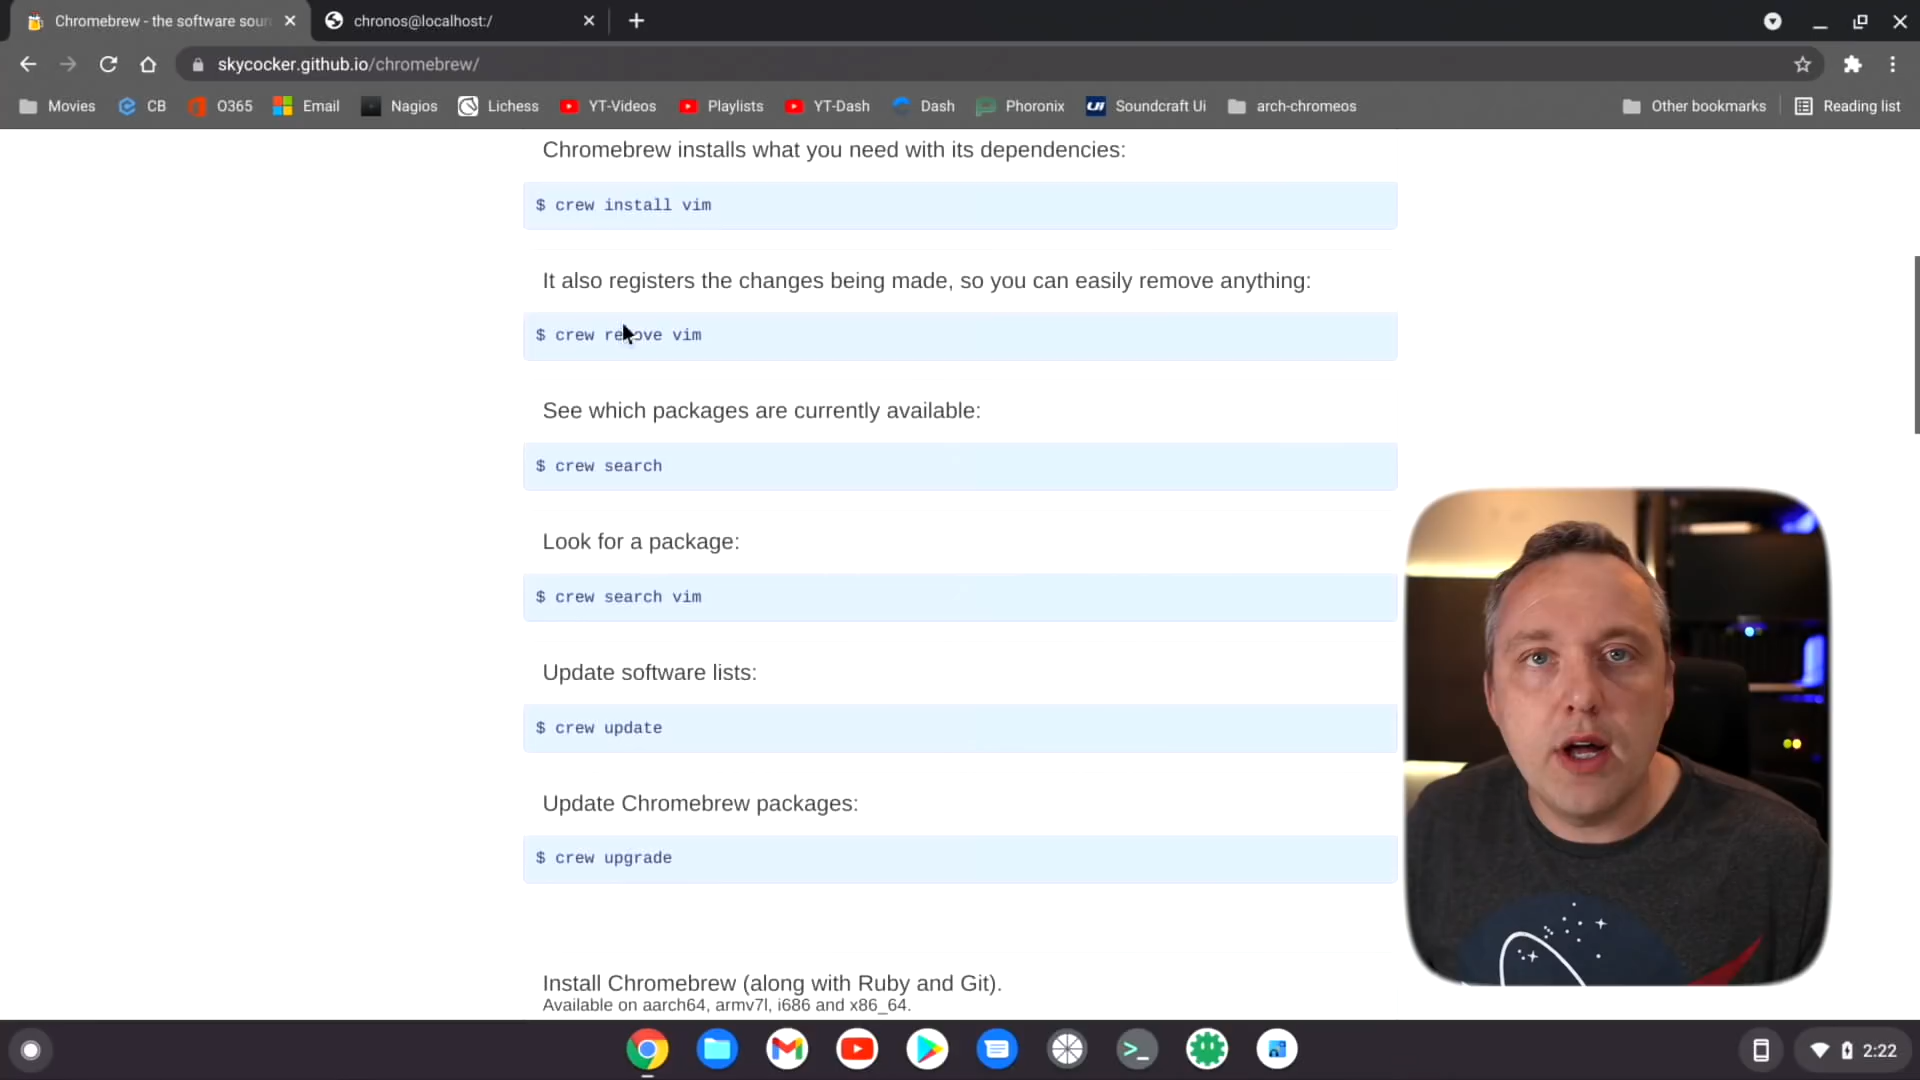 Chromebrew - the software sour
chronos@localhost:/
skycocker.github.io/chromebrew/
Movies
CB
O365
Email
Nagios
Lichess
YT-Videos
Playlists
YT-Dash
Dash
Phoronix
UI
Soundcraft Ui
arch-chromeos
Other bookmarks
Reading list
Chromebrew installs what you need with its dependencies:
$ crew install vim
It also registers the changes being made, so you can easily remove anything:
$ crew remove vim
See which packages are currently available:
$ crew search
Look for a package:
$ crew search vim
Update software lists:
$ crew update
Update Chromebrew packages:
$ crew upgrade
Install Chromebrew (along with Ruby and Git).
Available on aarch64, armv7l, i686 and x86_64.
2:22